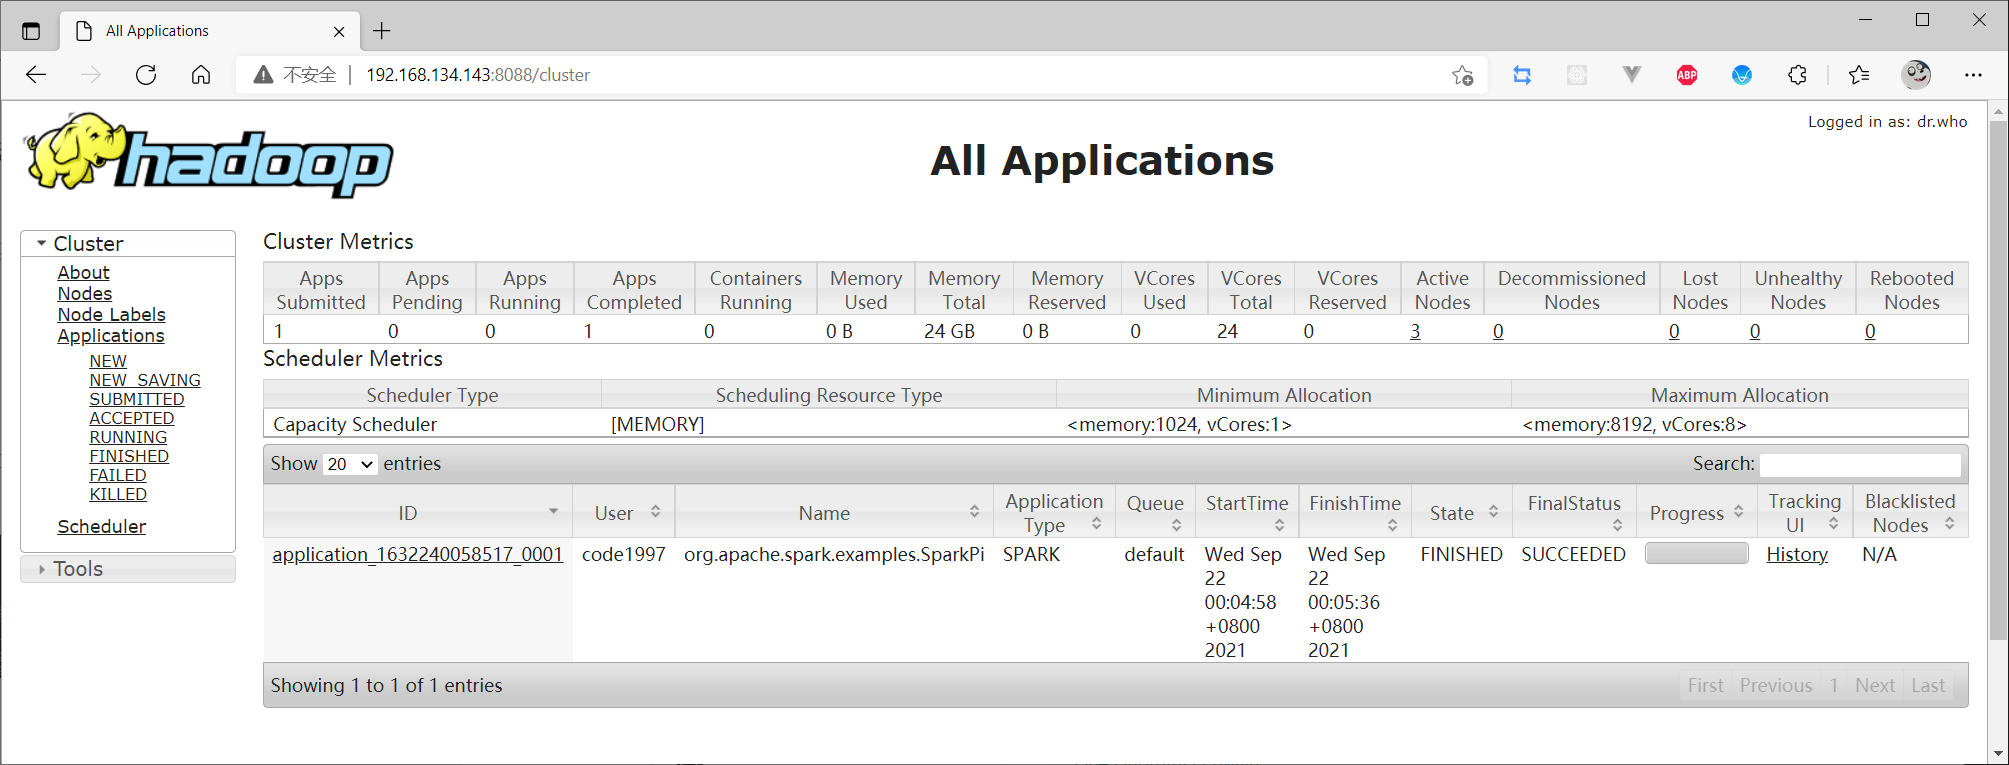 All Applications
不安全 | 192.168.134.143:8088/cluster
ABP
hadoop
Logged in as: dr.who
All Applications
Cluster
About
Nodes
Node Labels
Applications
NEW
NEW_SAVING
SUBMITTED
ACCEPTED
RUNNING
FINISHED
FAILED
KILLED
Scheduler
Tools
Cluster Metrics
Apps Submitted Apps Pending Apps Running Apps Completed Containers Running Memory Used Memory Total Memory Reserved VCores Used VCores Total VCores Reserved Active Nodes Decommissioned Nodes Lost Nodes Unhealthy Nodes Rebooted Nodes
1 0 0 1 0 0 B 24 GB 0 B 0 24 0 3 0 0 0 0
Scheduler Metrics
Scheduler Type Scheduling Resource Type Minimum Allocation Maximum Allocation
Capacity Scheduler [MEMORY] <memory:1024, vCores:1> <memory:8192, vCores:8>
Show 20 entries Search:
ID User Name Application Type Queue StartTime FinishTime State FinalStatus Progress Tracking UI Blacklisted Nodes
application_1632240058517_0001 code1997 org.apache.spark.examples.SparkPi SPARK default Wed Sep 22 00:04:58 +0800 2021 Wed Sep 22 00:05:36 +0800 2021 FINISHED SUCCEEDED History N/A
Showing 1 to 1 of 1 entries First Previous 1 Next Last